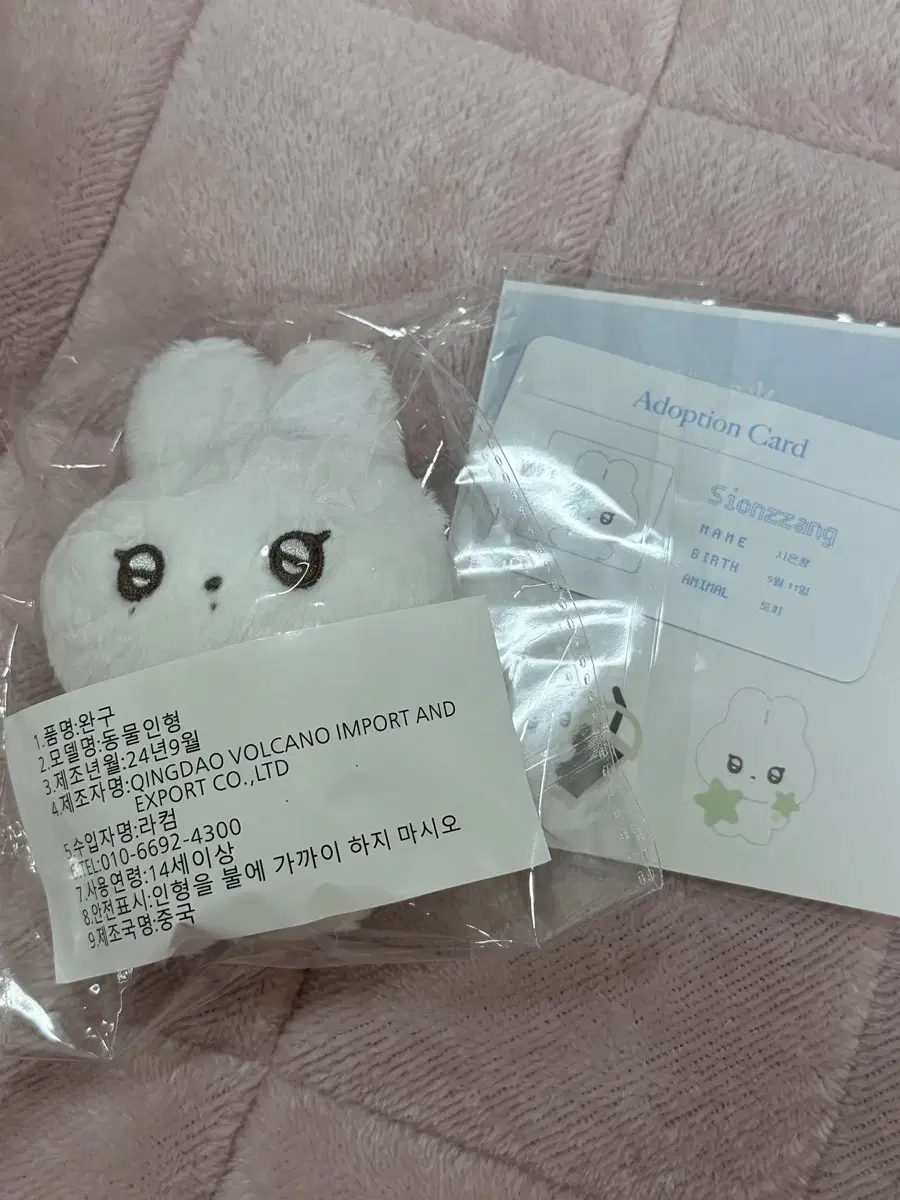 1.품명:완구
2.모델명:동물인형
3.제조년월:24년9월
4.제조자명:QINGDAO VOLCANO IMPORT AND
EXPORT CO.,LTD
5.수입자명:라컴
6.TEL:010-6692-4300
7.사용연령:14세이상
8.안전표시:인형을 불에 가까이 하지 마시오
9.제조국명:중국
Adoption Card
Sionzzang
NAME 시온짱
BIRTH 9월 11일
ANIMAL 토끼